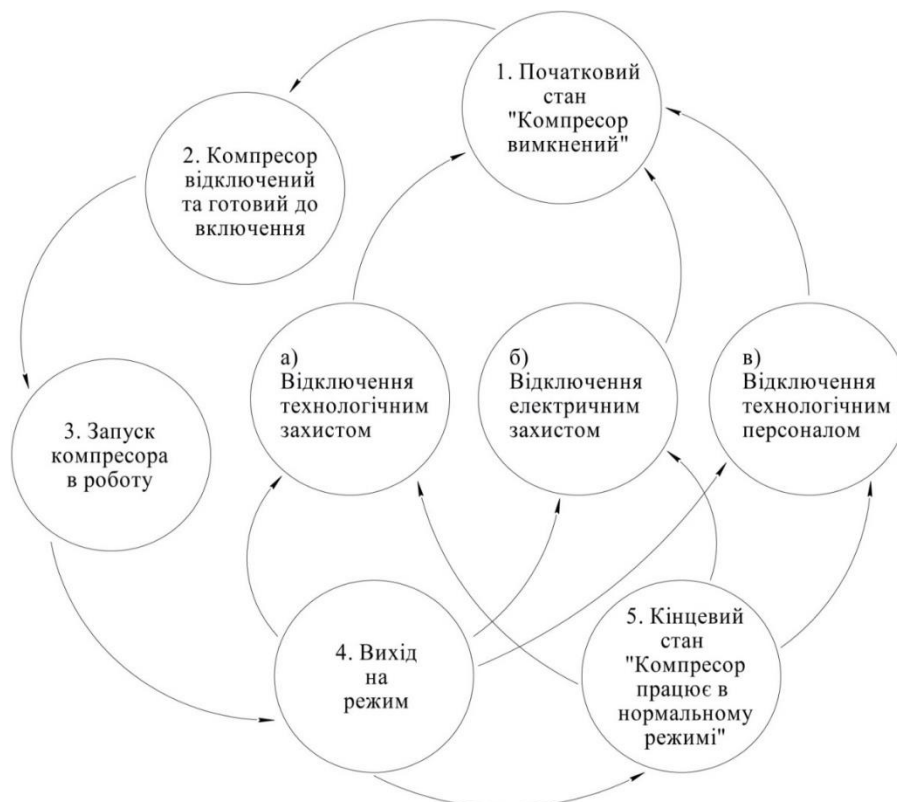 1. Початковий
стан
"Компресор
вимкнений"
2. Компресор
відключений
та готовий до
включення
а)
Відключення
технологічним
захистом
б)
Відключення
електричним
захистом
в)
Відключення
технологічним
персоналом
3. Запуск
компресора
в роботу
4. Вихід
на
режим
5. Кінцевий
стан
"Компресор
працює в
нормальному
режимі"